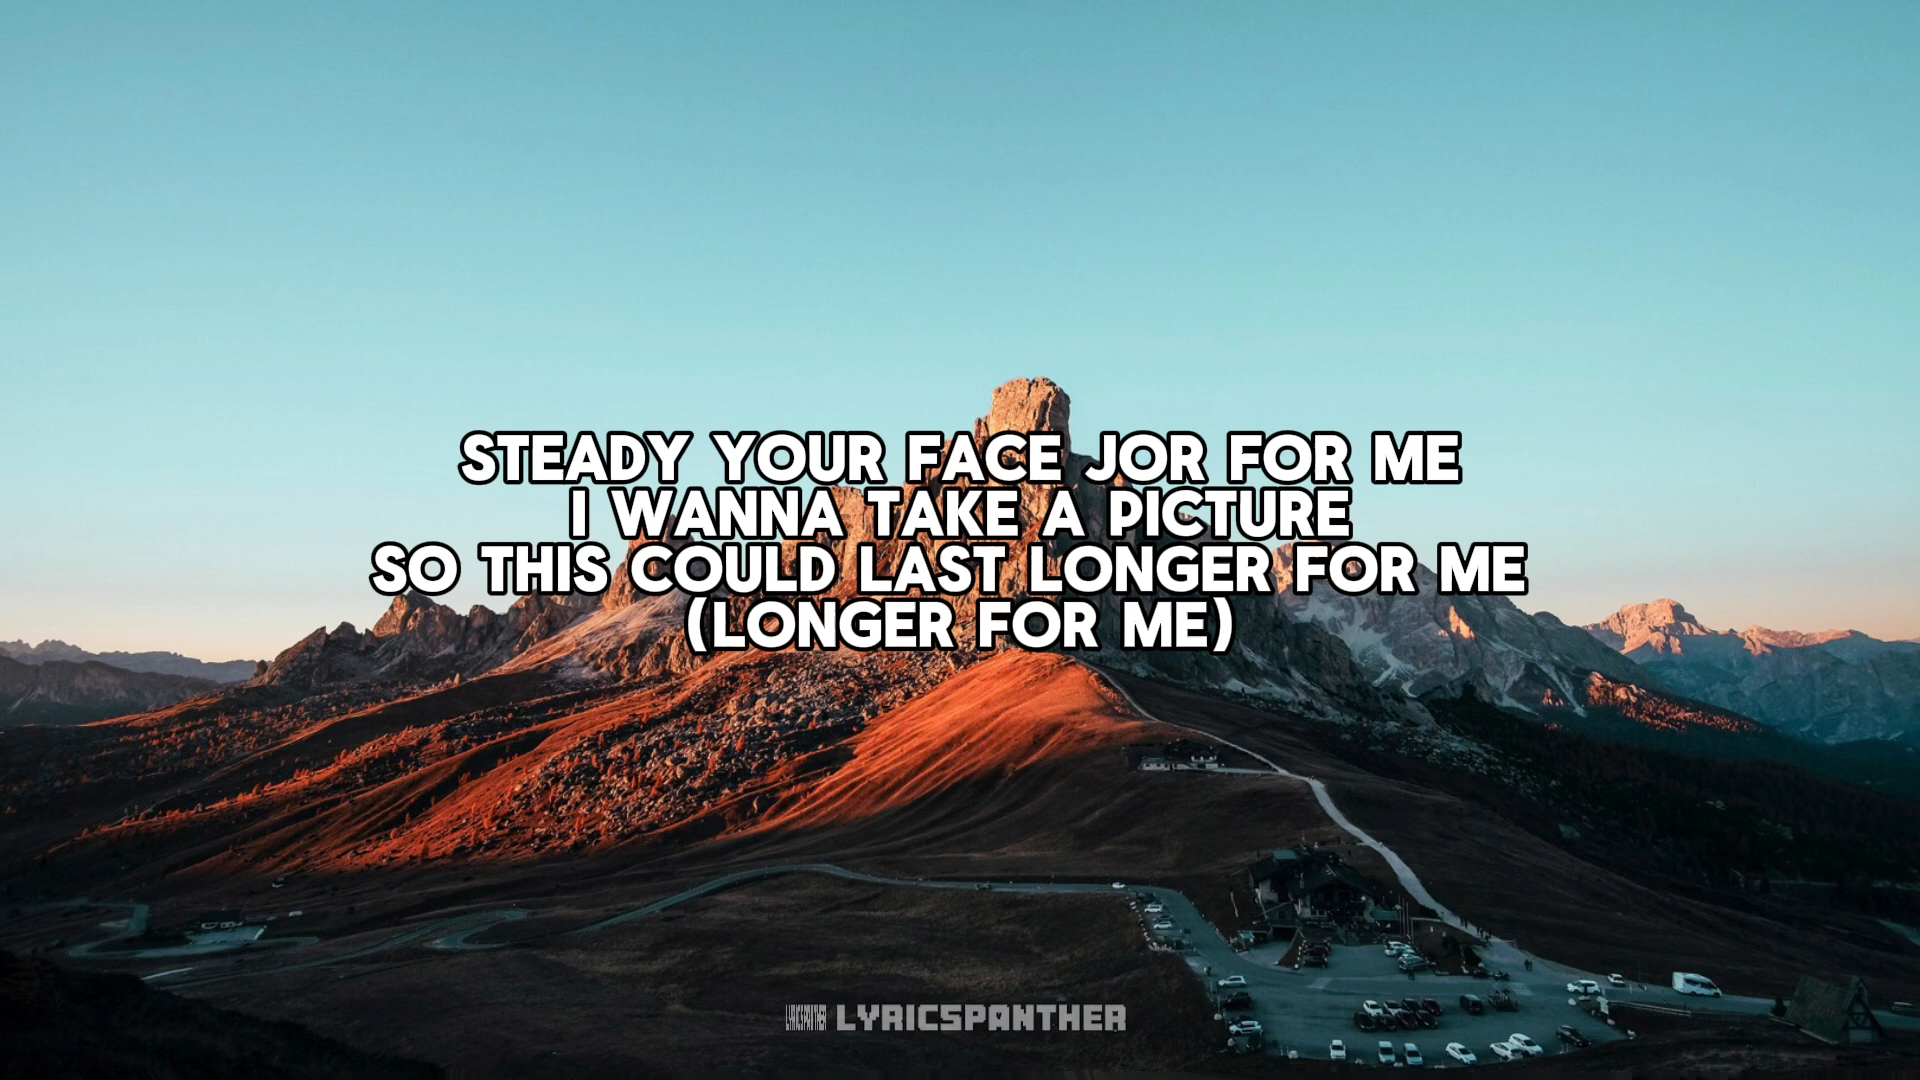 STEADY YOUR FACE JOR FOR ME
I WANNA TAKE A PICTURE
SO THIS COULD LAST LONGER FOR ME
(LONGER FOR ME)
LYRICSPANTHER LYRICSPANTHER